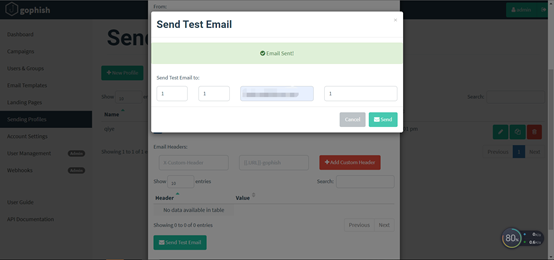 gophish
From:
Send Test Email
×
Email Sent!
Send Test Email to:
1 1 1
Cancel Send
Dashboard
Campaigns
Users & Groups
Email Templates
Landing Pages
Sending Profiles
Account Settings
User Management
Webhooks
User Guide
API Documentation
Send
New Profile
Show
Search:
Name
Showing 1 to 1 of 1
Previous 1 Next
Email Headers:
X-Custom-Header
+ Add Custom Header
Show 10 entries
Search:
Header Value
No data available in table
Showing 0 to 0 of 0 entries
Previous Next
Send Test Email
80%